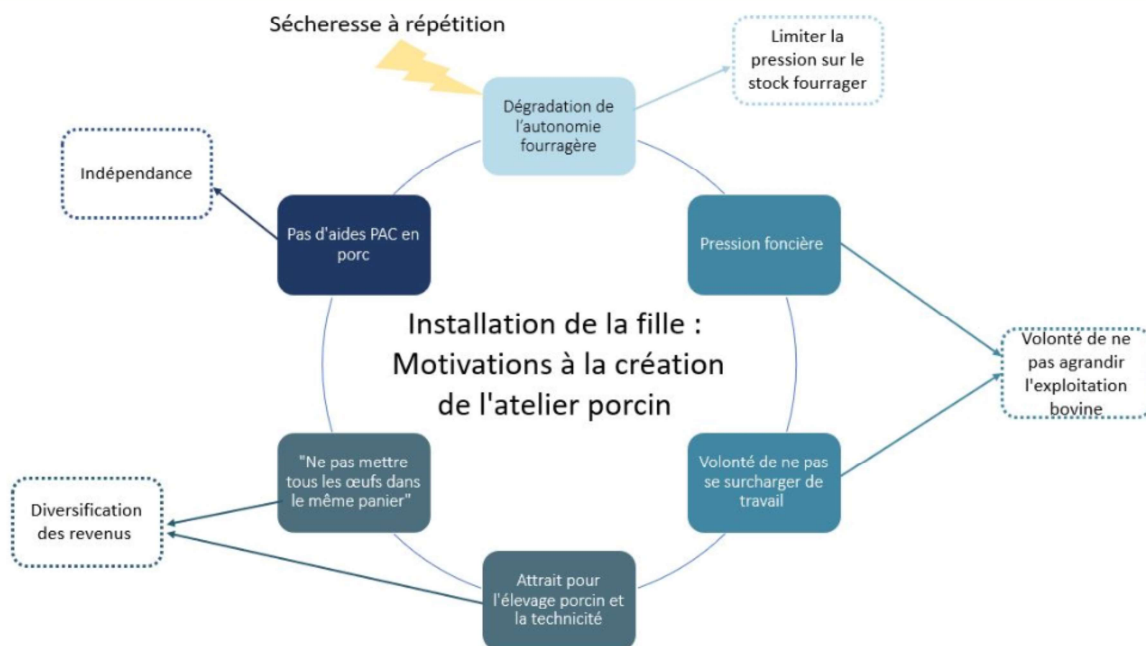 Sécheresse à répétition
Limiter la
pression sur le
stock fourrager
Dégradation de
l'autonomie
fourragère
Indépendance
Pas d'aides PAC en
porc
Pression foncière
Installation de la fille :
Motivations à la création
de l'atelier porcin
Volonté de ne
pas agrandir
l'exploitation
bovine
"Ne pas mettre
tous les œufs dans
le même panier"
Volonté de ne pas
se surcharger de
travail
Diversification
des revenus
Attrait pour
l'élevage porcin et
la technicité